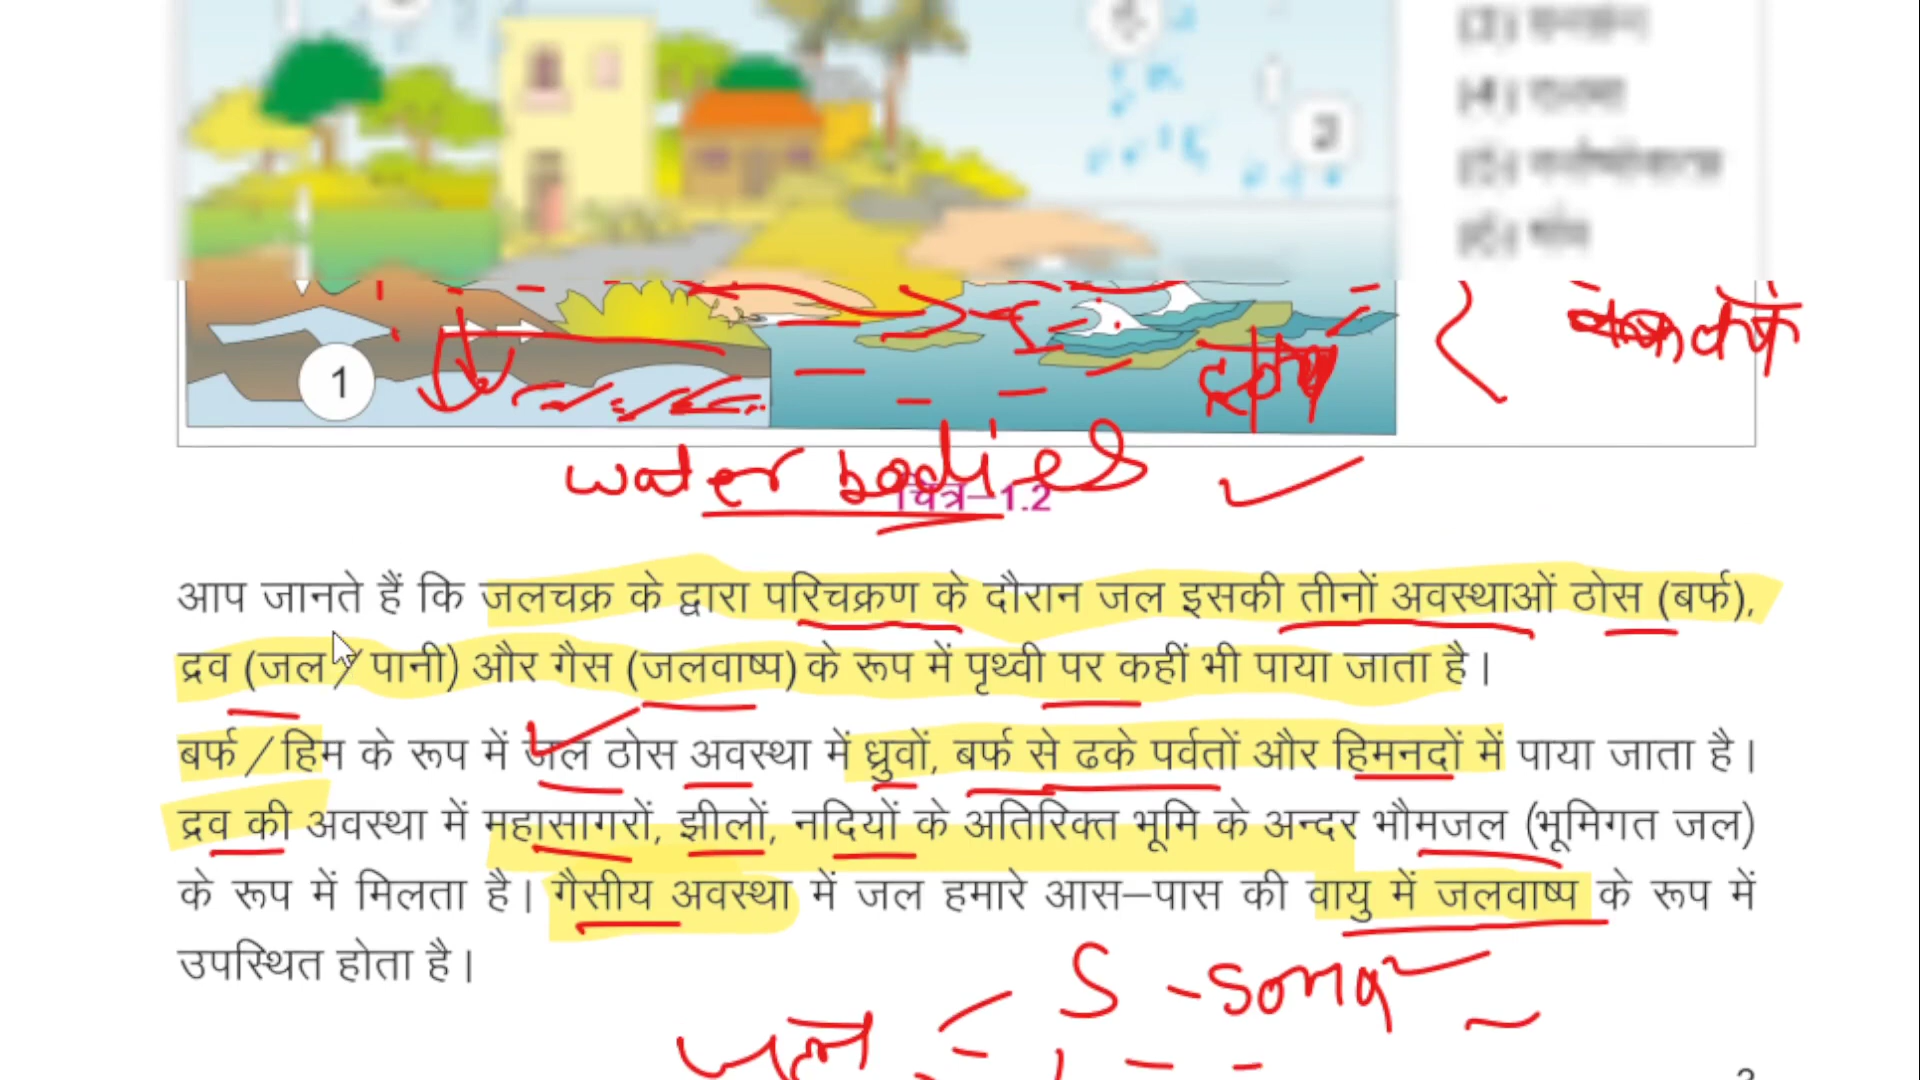 1
water bodies
चित्र–1.2
आप जानते हैं कि जलचक्र के द्वारा परिचक्रण के दौरान जल इसकी तीनों अवस्थाओं ठोस (बर्फ),
द्रव (जल / पानी) और गैस (जलवाष्प) के रूप में पृथ्वी पर कहीं भी पाया जाता है।
बर्फ / हिम के रूप में जल ठोस अवस्था में ध्रुवों, बर्फ से ढके पर्वतों और हिमनदों में पाया जाता है।
द्रव की अवस्था में महासागरों, झीलों, नदियों के अतिरिक्त भूमि के अन्दर भौमजल (भूमिगत जल)
के रूप में मिलता है। गैसीय अवस्था में जल हमारे आस–पास की वायु में जलवाष्प के रूप में
उपस्थित होता है।
S -
जल